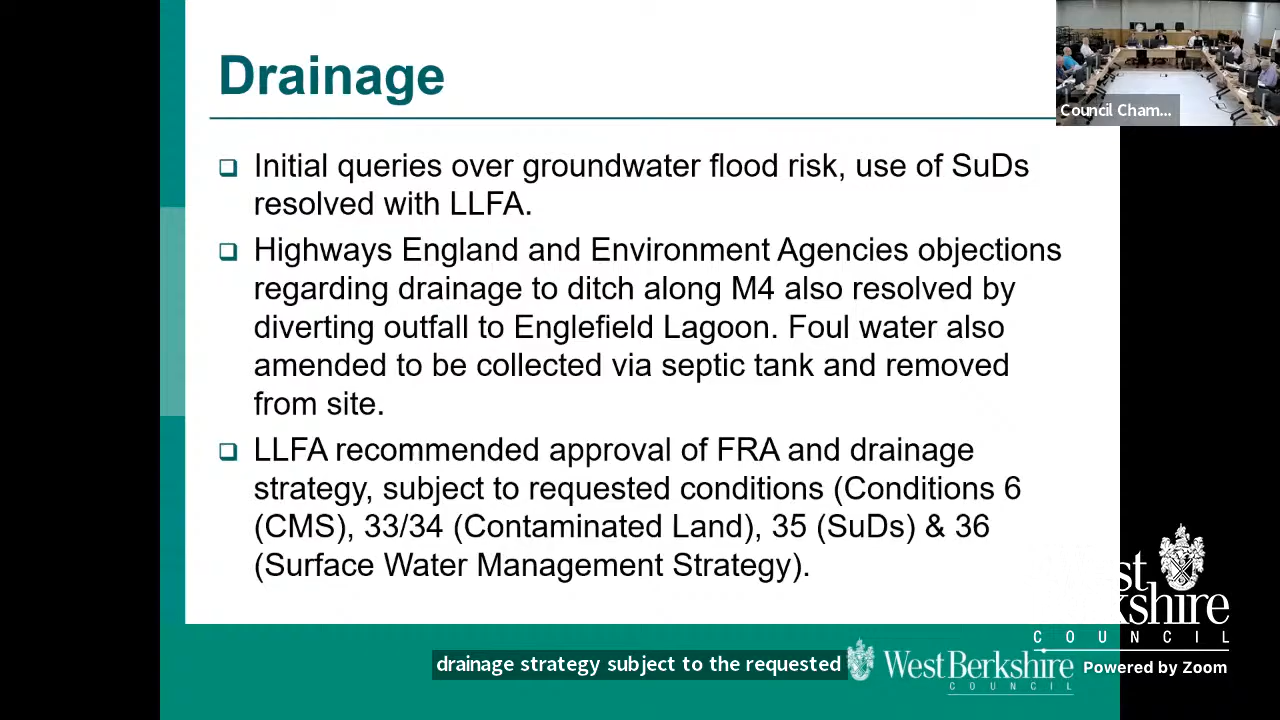 Drainage
Council Cham...
Initial queries over groundwater flood risk, use of SuDs
resolved with LLFA.
Highways England and Environment Agencies objections
regarding drainage to ditch along M4 also resolved by
diverting outfall to Englefield Lagoon. Foul water also
amended to be collected via septic tank and removed
from site.
LLFA recommended approval of FRA and drainage
strategy, subject to requested conditions (Conditions 6
(CMS), 33/34 (Contaminated Land), 35 (SuDs) & 36
(Surface Water Management Strategy).
drainage strategy subject to the requested
West Berkshire
COUNCIL
st
rkshire
COUNCIL
Powered by Zoom